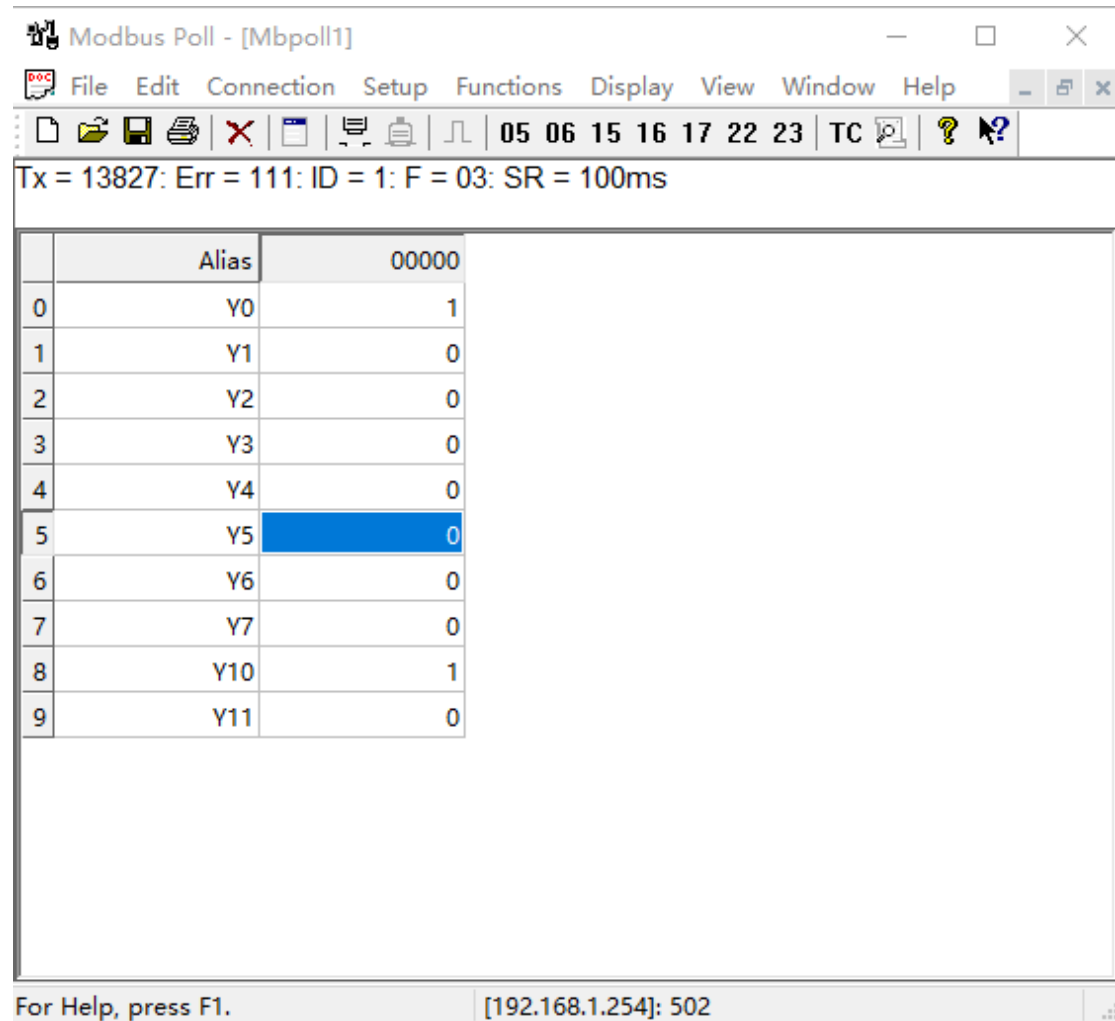 Modbus Poll - [Mbpoll1]
File Edit Connection Setup Functions Display View Window Help
05 06 15 16 17 22 23 TC
Tx = 13827: Err = 111: ID = 1: F = 03: SR = 100ms
Alias 00000
0 Y0 1
1 Y1 0
2 Y2 0
3 Y3 0
4 Y4 0
5 Y5 0
6 Y6 0
7 Y7 0
8 Y10 1
9 Y11 0
For Help, press F1. [192.168.1.254]: 502